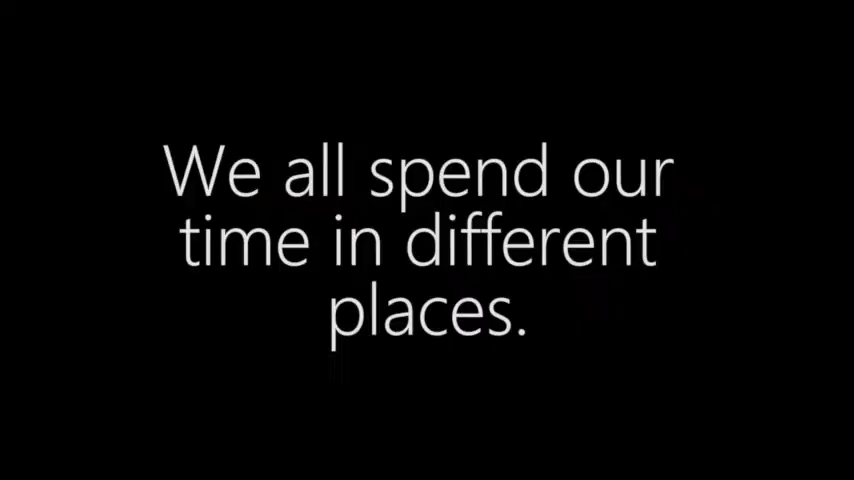 We all spend our
time in different
places.